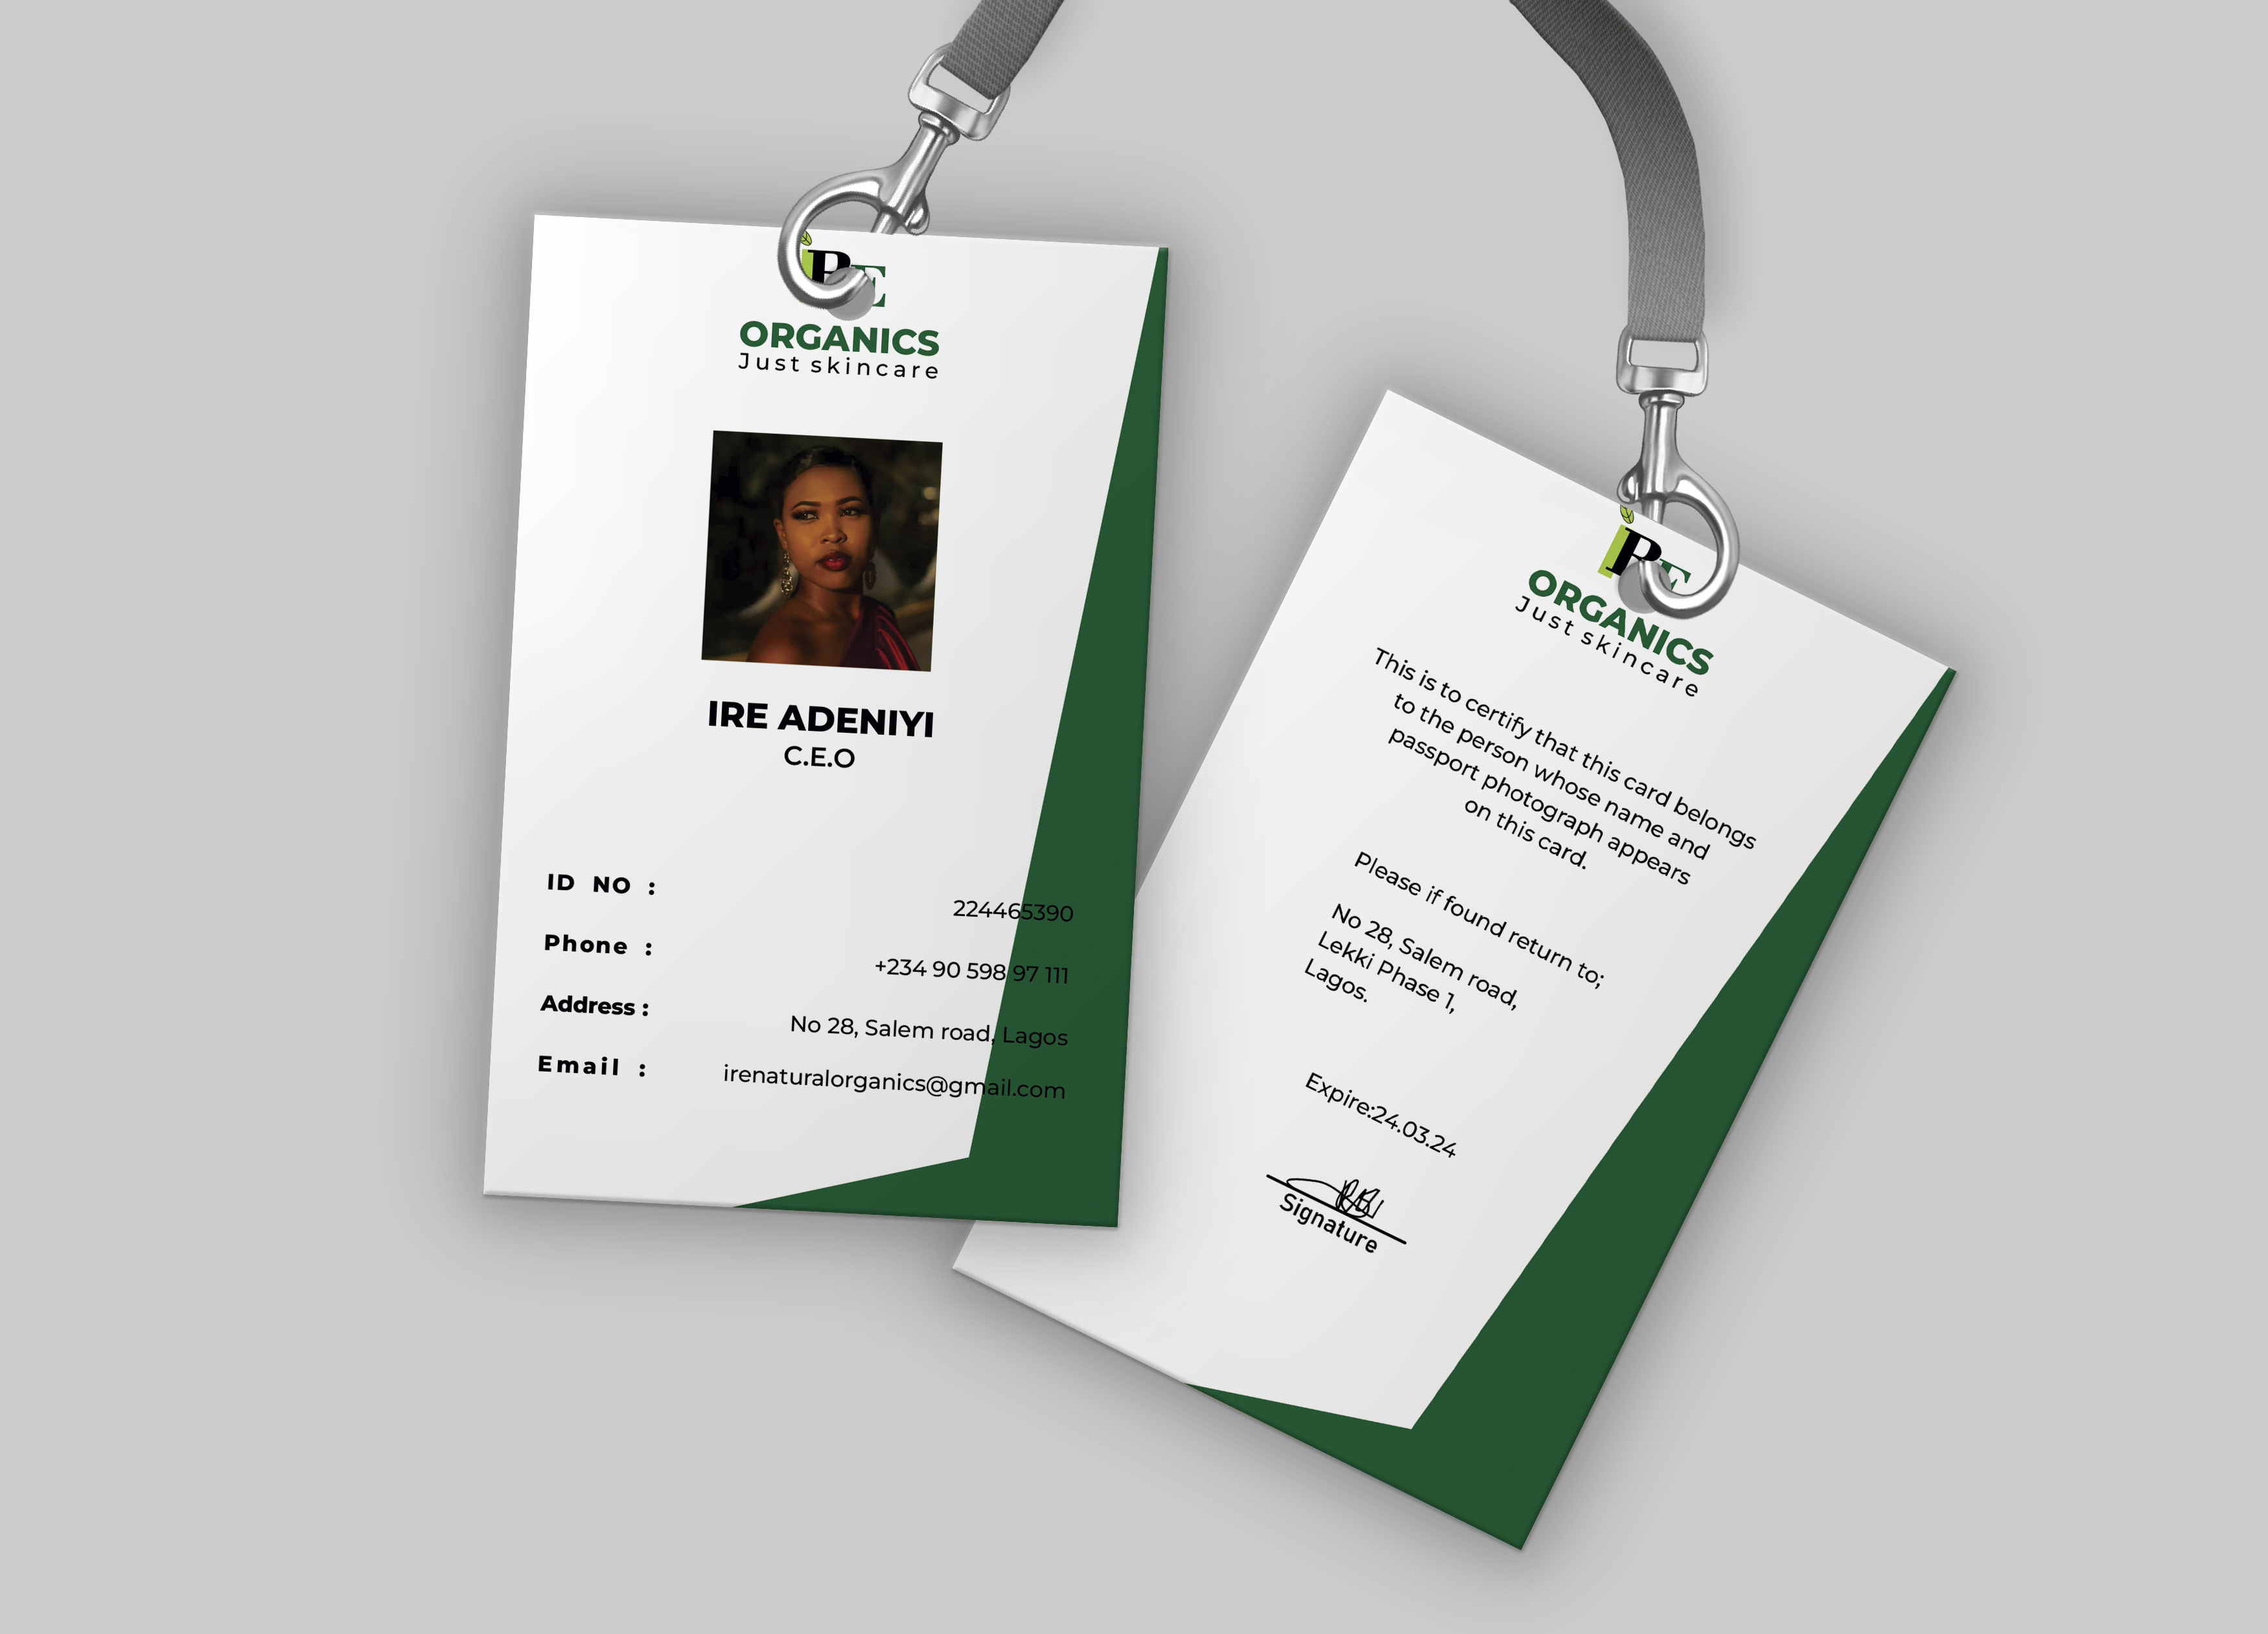 IRE
ORGANICS
Just skincare
IRE ADENIYI
C.E.O
ID NO : 224465390
Phone : +234 90 598 97 111
Address : No 28, Salem road, Lagos
Email : irenaturalorganics@gmail.com
IRE
ORGANICS
Just skincare
This is to certify that this card belongs
to the person whose name and
passport photograph appears
on this card.
Please if found return to;
No 28, Salem road,
Lekki Phase 1,
Lagos.
Expire:24.03.24
Signature